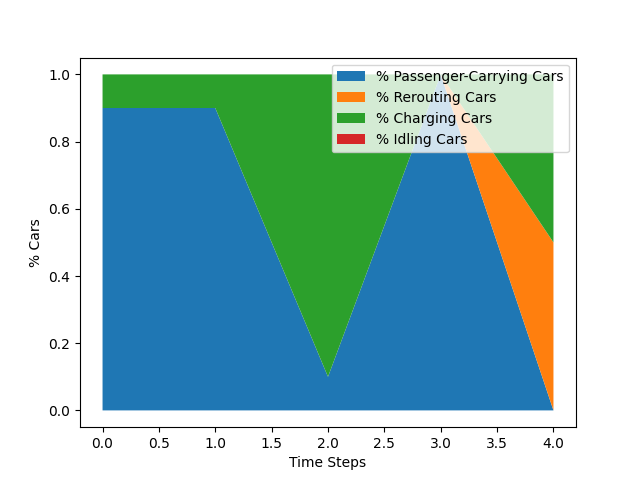 % Passenger-Carrying Cars
% Rerouting Cars
% Charging Cars
% Idling Cars
% Cars
1.0
0.8
0.6
0.4
0.2
0.0
0.0 0.5 1.0 1.5 2.0 2.5 3.0 3.5 4.0
Time Steps